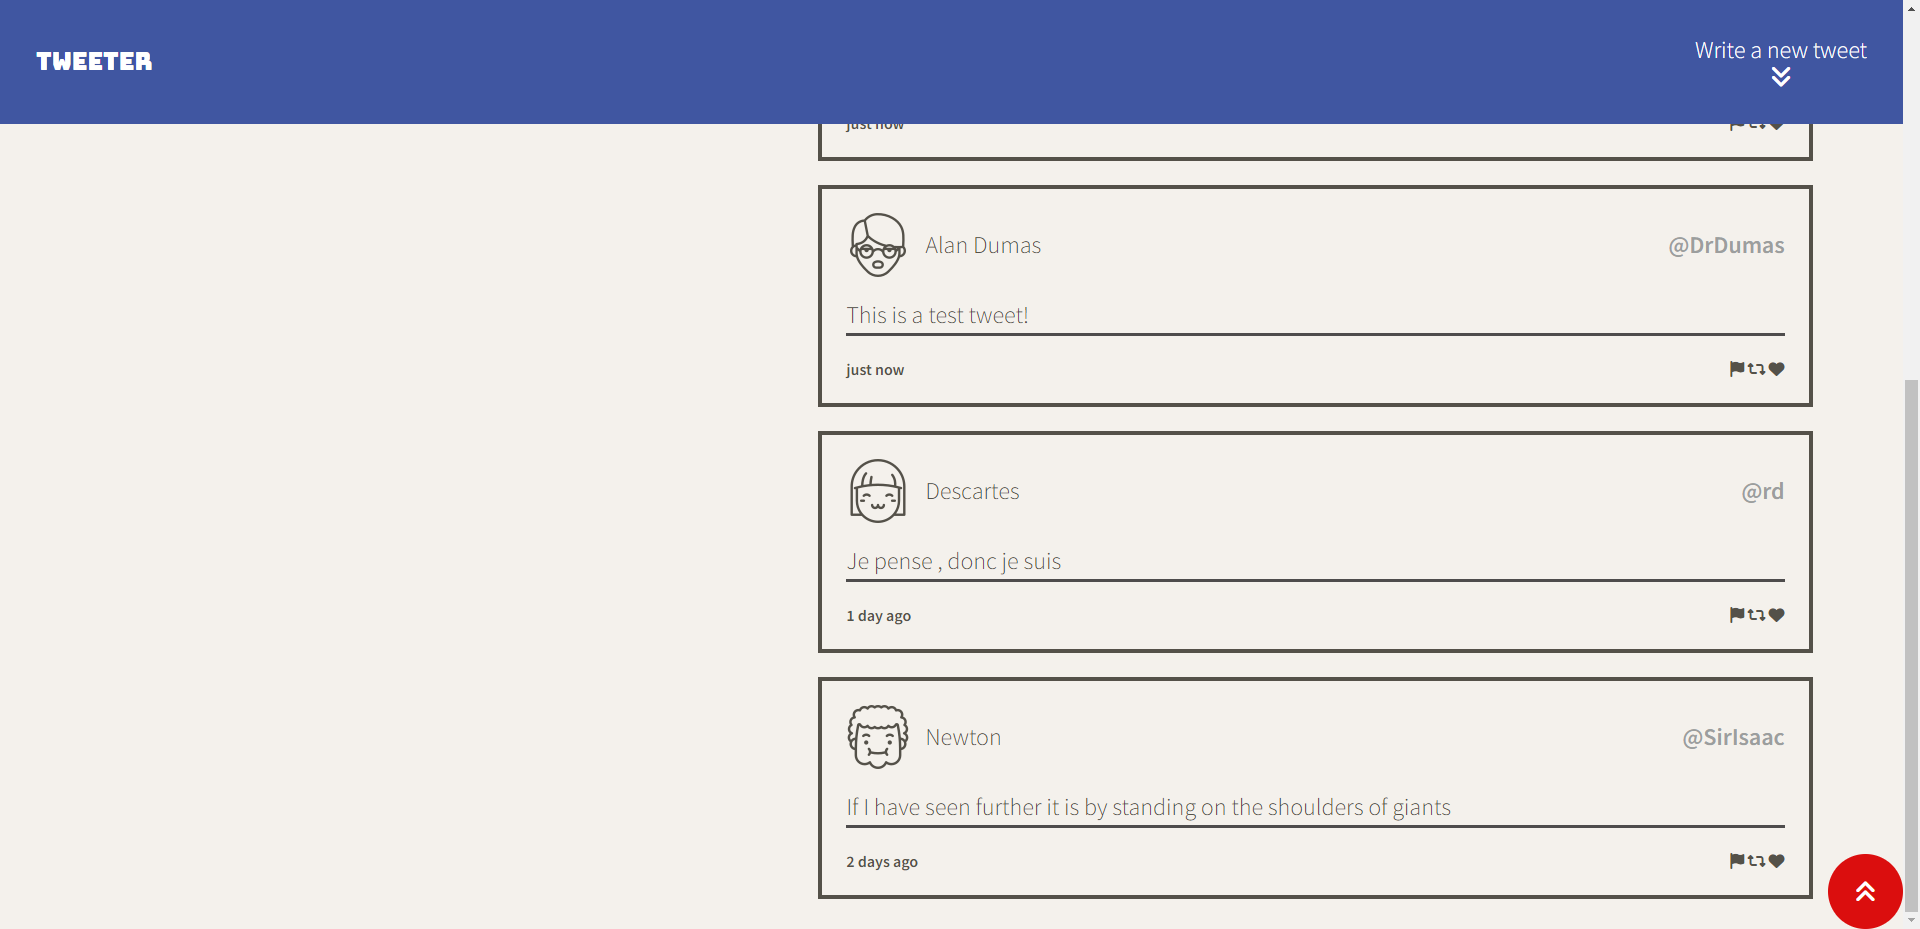 TWEETER
Write a new tweet
just now
Alan Dumas
@DrDumas
This is a test tweet!
just now
Descartes
@rd
Je pense , donc je suis
1 day ago
Newton
@SirIsaac
If I have seen further it is by standing on the shoulders of giants
2 days ago